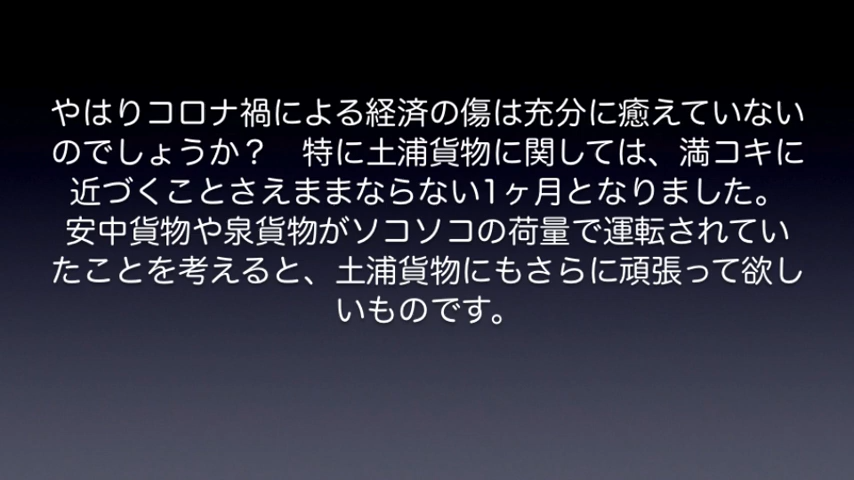 やはりコロナ禍による経済の傷は充分に癒えていない
のでしょうか？　特に土浦貨物に関しては、満コキに
近づくことさえままならない1ヶ月となりました。
安中貨物や泉貨物がソコソコの荷量で運転されてい
たことを考えると、土浦貨物にもさらに頑張って欲し
いものです。